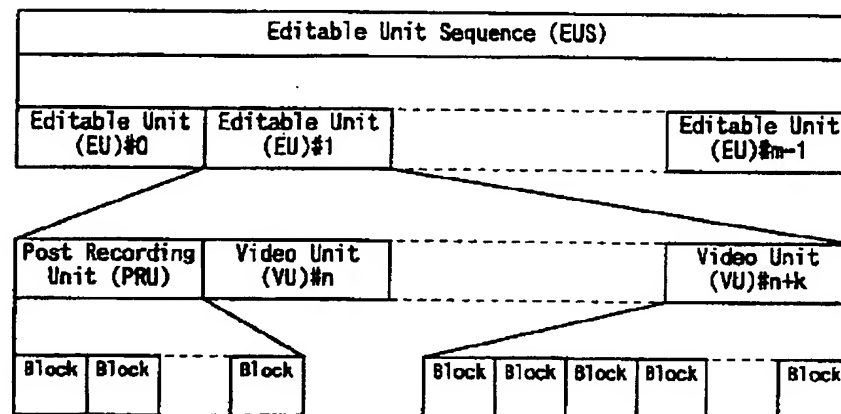 Editable Unit Sequence (EUS)
Editable Unit Editable Unit Editable Unit
(EU)#0 (EU)#1 (EU)#m-1
Post Recording Video Unit Video Unit
Unit (PRU) (VU)#n (VU)#n+k
Block Block Block Block Block Block Block Block